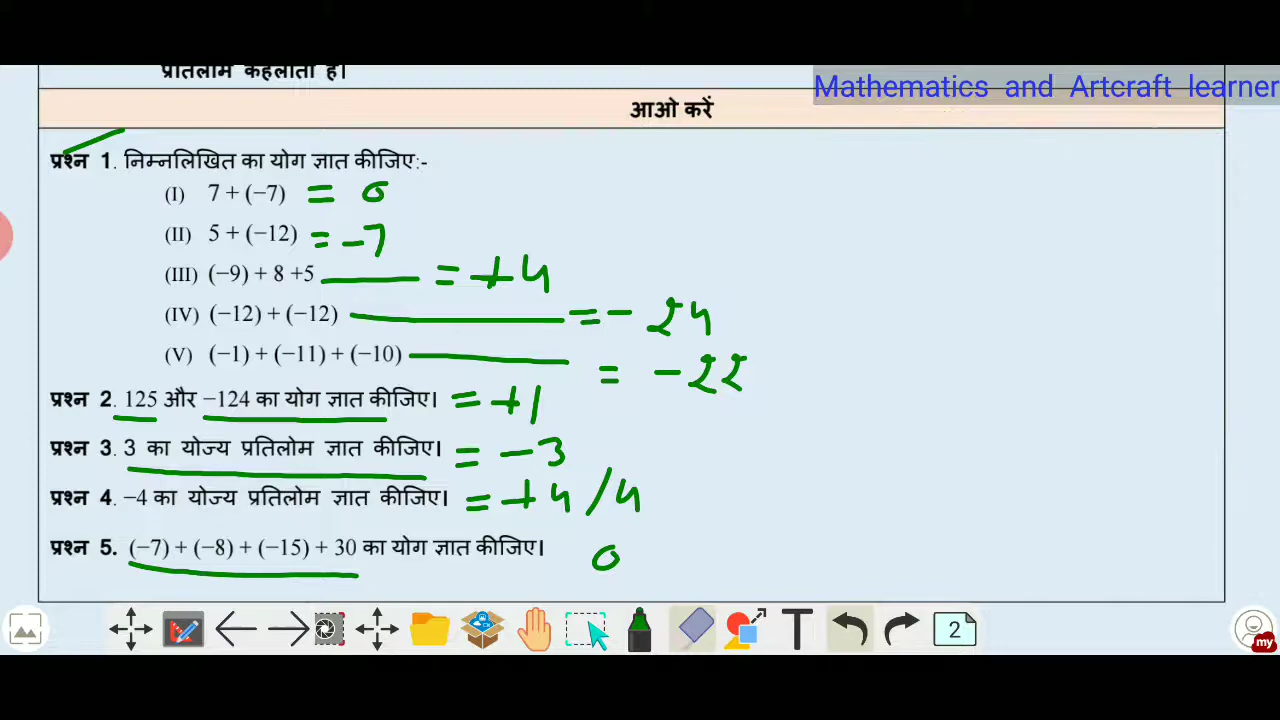 प्रतिलोम कहलाता है।
Mathematics and Artcraft learner
आओ करें
प्रश्न 1. निम्नलिखित का योग ज्ञात कीजिए:-
(I) 7 + (−7) = 0
(II) 5 + (−12) = −7
(III) (−9) + 8 +5 = +4
(IV) (−12) + (−12) = − 24
(V) (−1) + (−11) + (−10) = −22
प्रश्न 2. 125 और −124 का योग ज्ञात कीजिए। = +1
प्रश्न 3. 3 का योज्य प्रतिलोम ज्ञात कीजिए। = −3
प्रश्न 4. −4 का योज्य प्रतिलोम ज्ञात कीजिए। = +4 / 4
प्रश्न 5. (−7) + (−8) + (−15) + 30 का योग ज्ञात कीजिए। 0
T 2 my